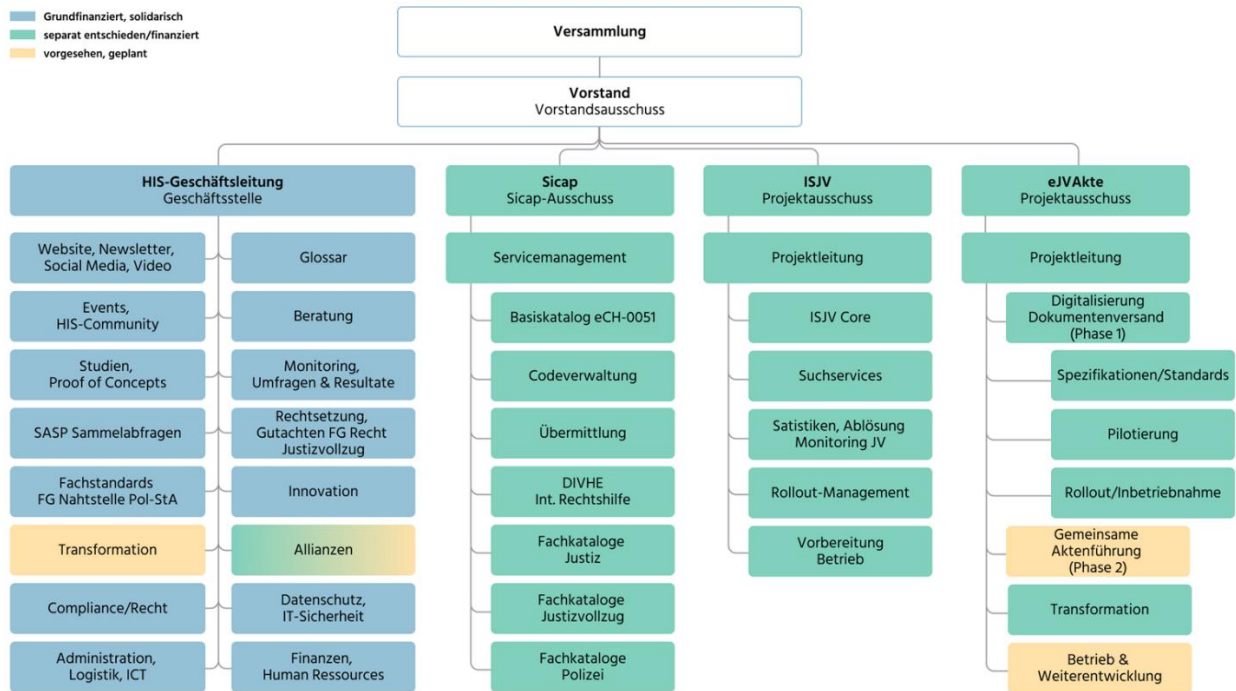 Grundfinanziert, solidarisch
separat entschieden/finanziert
vorgesehen, geplant
Versammlung
Vorstand
Vorstandsausschuss
HIS-Geschäftsleitung
Geschäftsstelle
Website, Newsletter,
Social Media, Video
Glossar
Events,
HIS-Community
Beratung
Studien,
Proof of Concepts
Monitoring,
Umfragen & Resultate
SASP Sammelabfragen
Rechtsetzung,
Gutachten FG Recht
Justizvollzug
Fachstandards
FG Nahtstelle Pol-StA
Innovation
Transformation
Allianzen
Compliance/Recht
Datenschutz,
IT-Sicherheit
Administration,
Logistik, ICT
Finanzen,
Human Ressources
Sicap
Sicap-Ausschuss
Servicemanagement
Basiskatalog eCH-0051
Codeverwaltung
Übermittlung
DIVHE
Int. Rechtshilfe
Fachkataloge
Justiz
Fachkataloge
Justizvollzug
Fachkataloge
Polizei
ISJV
Projektausschuss
Projektleitung
ISJV Core
Suchservices
Satistiken, Ablösung
Monitoring JV
Rollout-Management
Vorbereitung
Betrieb
eJVAkte
Projektausschuss
Projektleitung
Digitalisierung
Dokumentenversand
(Phase 1)
Spezifikationen/Standards
Pilotierung
Rollout/Inbetriebnahme
Gemeinsame
Aktenführung
(Phase 2)
Transformation
Betrieb &
Weiterentwicklung